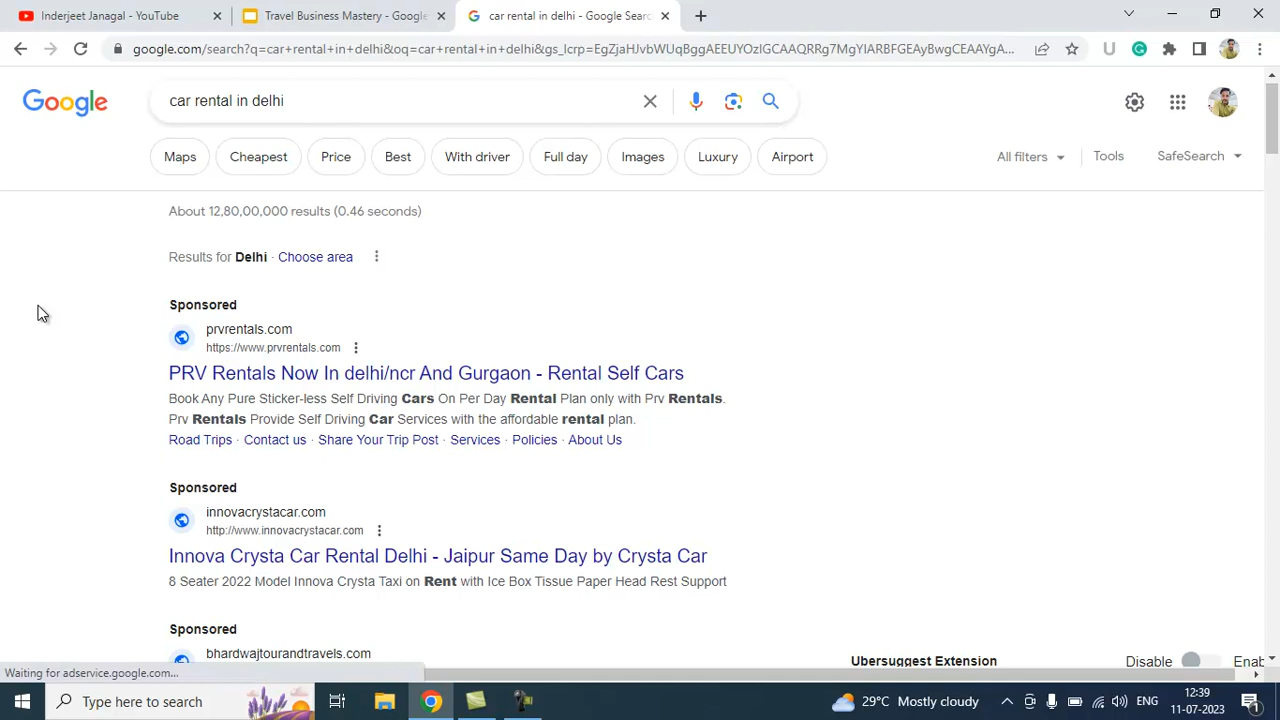 Inderjeet Janagal - YouTube
Travel Business Mastery - Google
car rental in delhi - Google Searc
google.com/search?q=car+rental+in+delhi&oq=car+rental+in+delhi&gs_lcrp=EgZjaHJvbWUqBggAEEUYOzIGCAAQRRg7MgYIARBFGEAyBwgCEAAYgA...
Google
car rental in delhi
Maps
Cheapest
Price
Best
With driver
Full day
Images
Luxury
Airport
All filters
Tools
SafeSearch
About 12,80,00,000 results (0.46 seconds)
Results for Delhi · Choose area
Sponsored
prvrentals.com
https://www.prvrentals.com
PRV Rentals Now In delhi/ncr And Gurgaon - Rental Self Cars
Book Any Pure Sticker-less Self Driving Cars On Per Day Rental Plan only with Prv Rentals.
Prv Rentals Provide Self Driving Car Services with the affordable rental plan.
Road Trips · Contact us · Share Your Trip Post · Services · Policies · About Us
Sponsored
innovacrystacar.com
http://www.innovacrystacar.com
Innova Crysta Car Rental Delhi - Jaipur Same Day by Crysta Car
8 Seater 2022 Model Innova Crysta Taxi on Rent with Ice Box Tissue Paper Head Rest Support
Sponsored
bhardwajtourandtravels.com
Ubersuggest Extension
Disable
Enab
Waiting for adservice.google.com...
Type here to search
29°C Mostly cloudy
ENG
12:39
11-07-2023
1